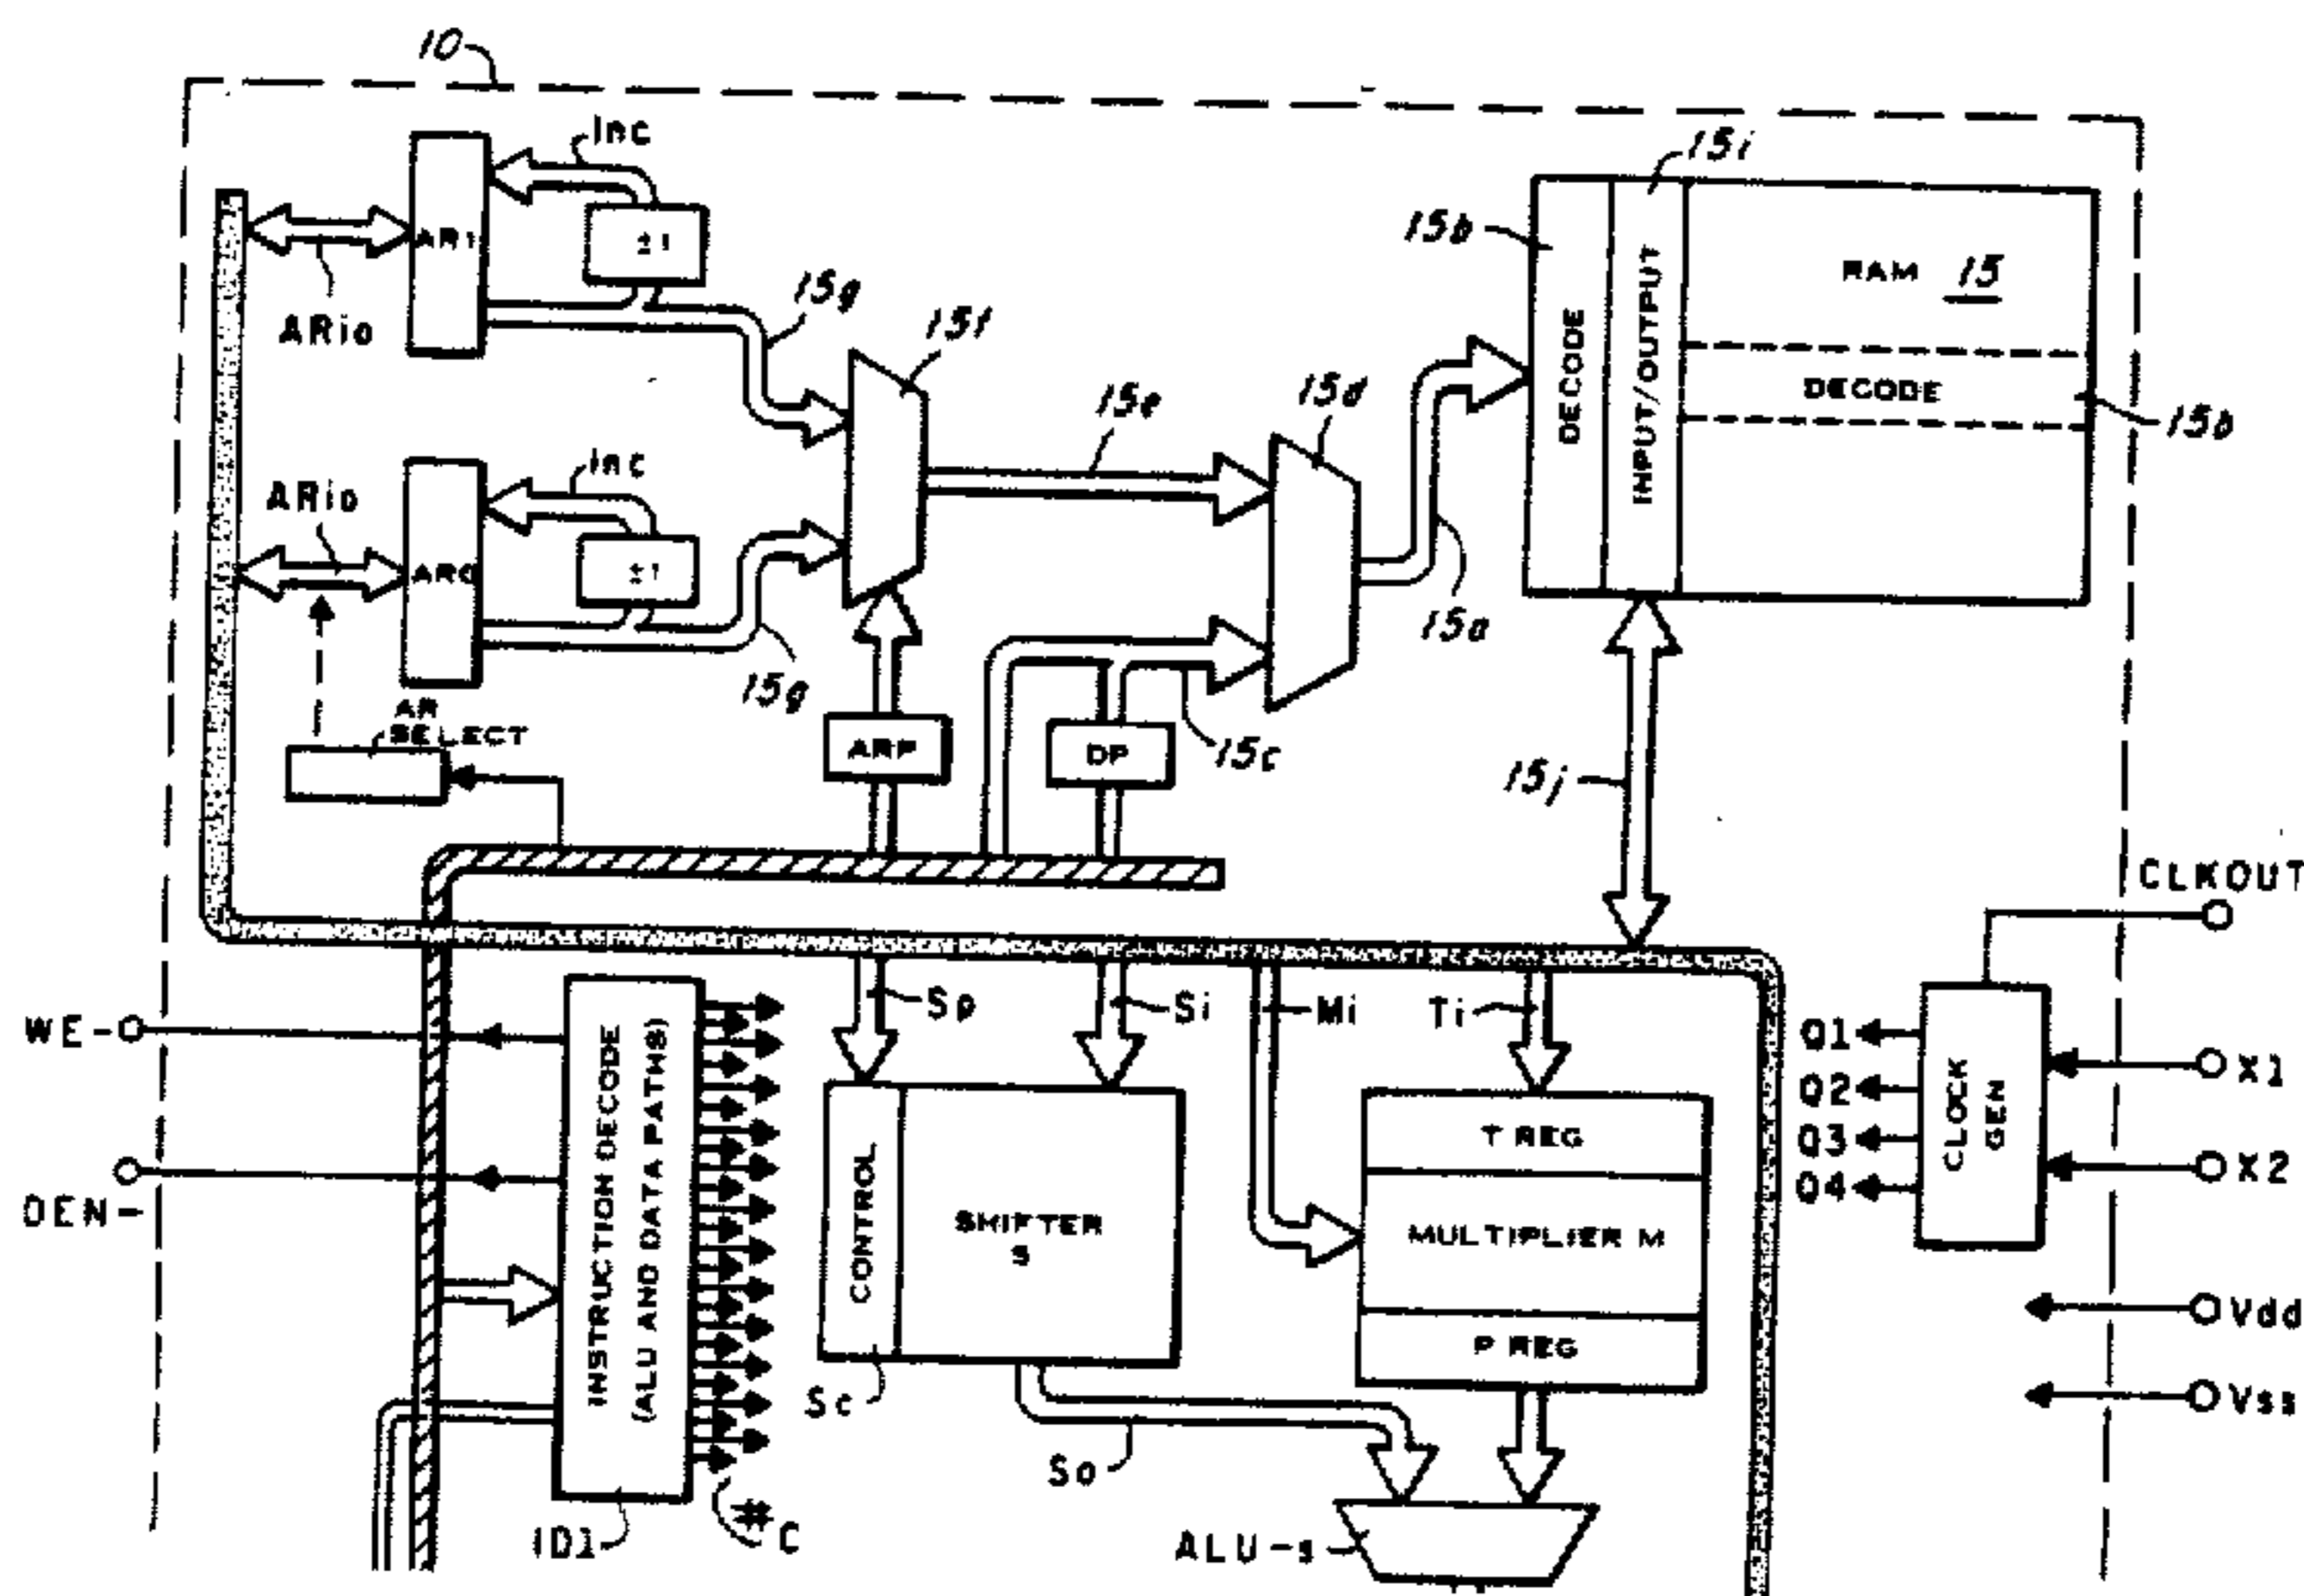 10
Inc
15i
AR1
±1
15b
RAM 15
ARio
15g
15f
DECODE
INPUT/OUTPUT
15e
15d
DECODE
15b
Inc
ARio
AR0
±1
15a
15g
AR
SELECT
ARP
DP
15c
15j
CLKOUT
WE-
Sp
Si
Mi
Ti
Q1
Q2
Q3
Q4
CLOCK
GEN
X1
X2
DEN-
INSTRUCTION DECODE
(ALU AND DATA PATHS)
CONTROL
SHIFTER
S
T REG
MULTIPLIER M
P REG
Vdd
Vss
Sc
So
ID1
#C
ALU-s